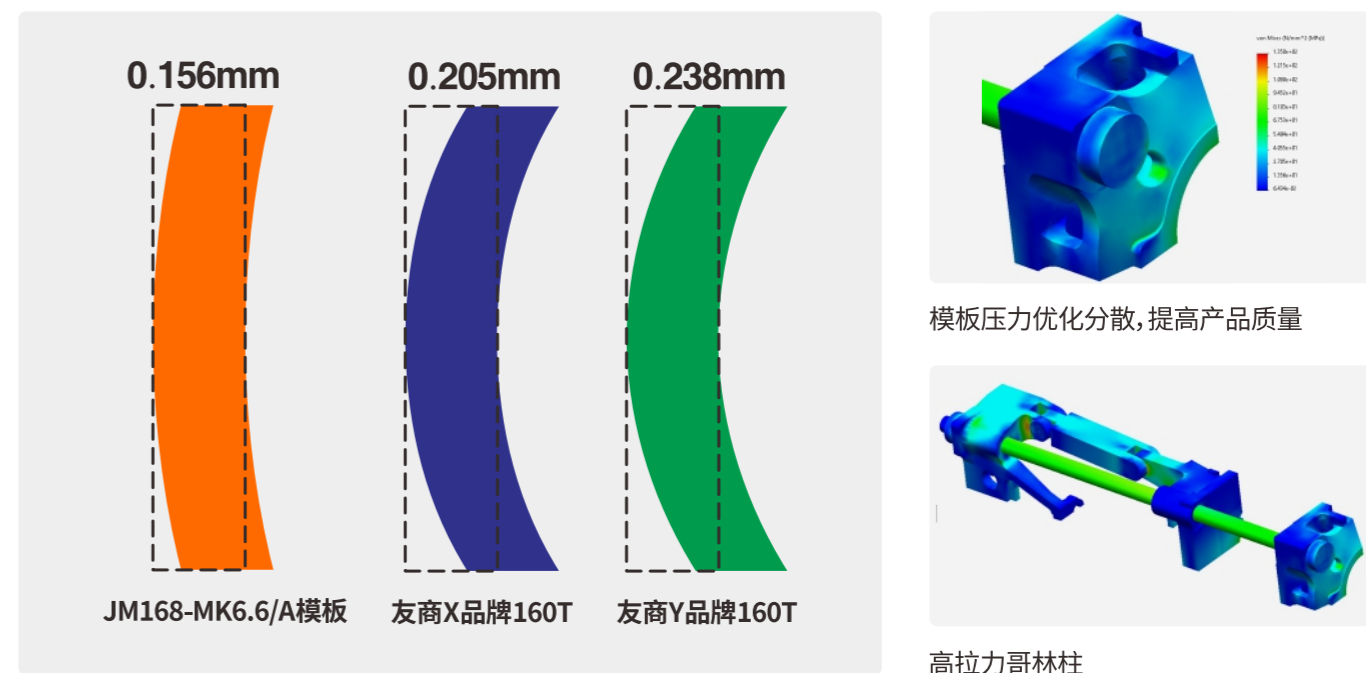 0.156mm
0.205mm
0.238mm
JM168-MK6.6/A模板
友商X品牌160T
友商Y品牌160T
模板压力优化分散,提高产品质量
高拉力哥林柱